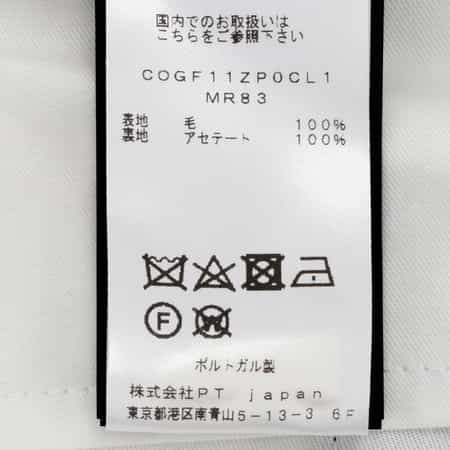 国内でのお取扱いは
こちらをご参照下さい
COGF11ZP0CL1
MR83
表地 毛 100%
裏地 アセテート 100%
F
W
ポルトガル製
株式会社PT japan
東京都港区南青山5-13-3 6F